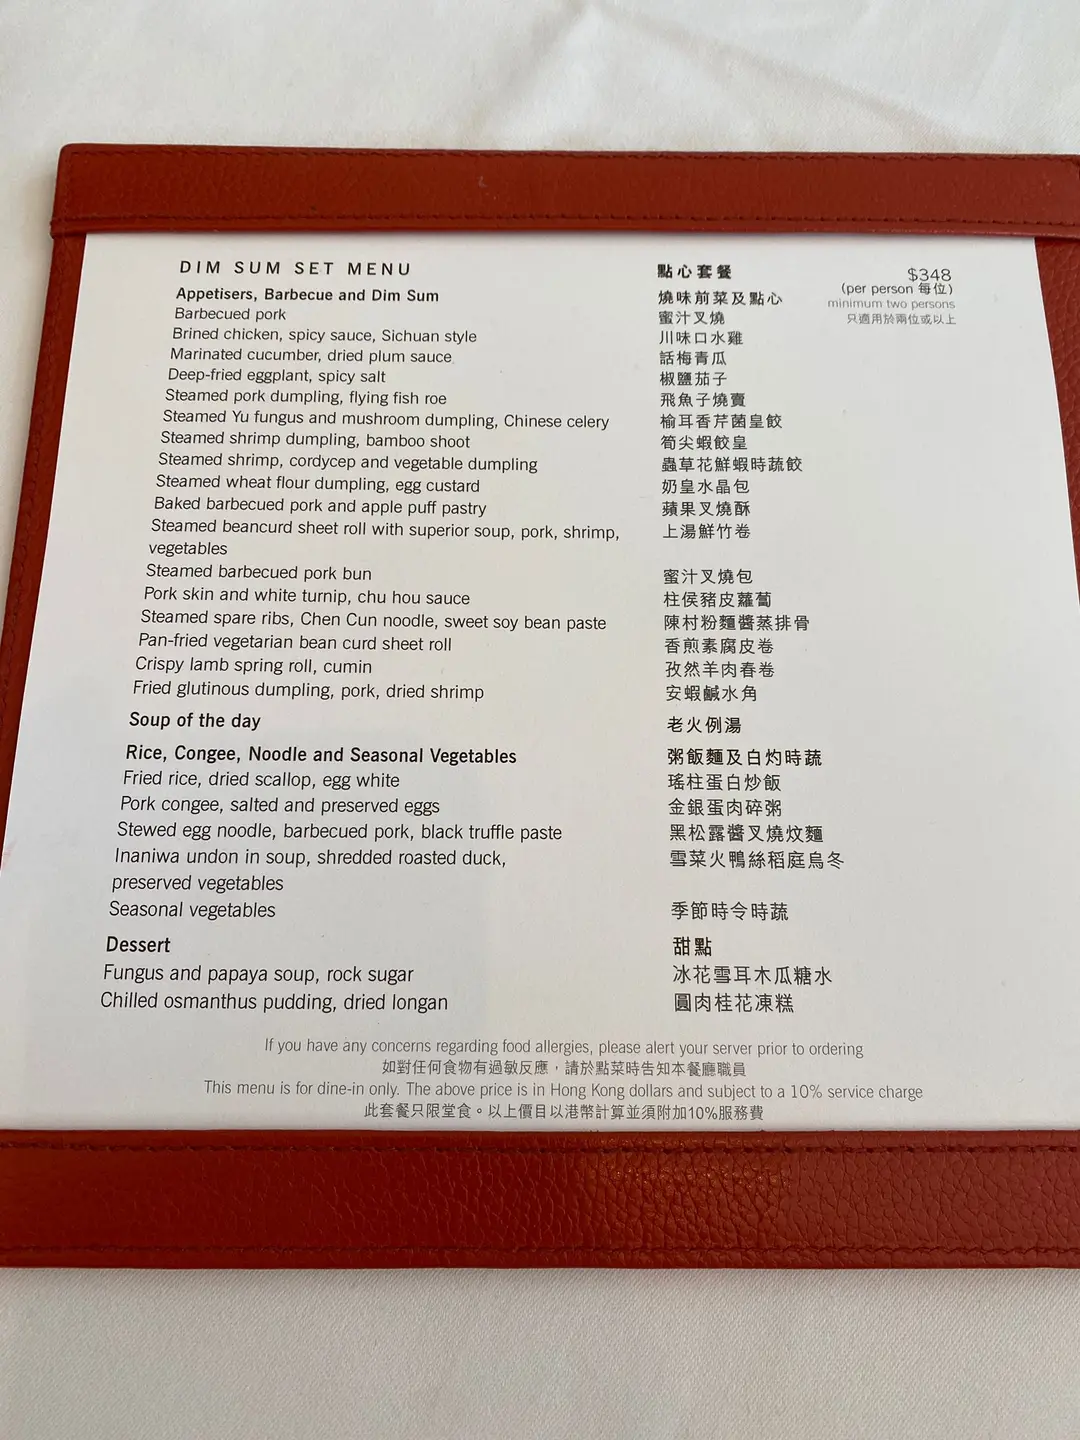 DIM SUM SET MENU 點心套餐 $348
(per person 每位)
Appetisers, Barbecue and Dim Sum 燒味前菜及點心 minimum two persons
Barbecued pork 蜜汁叉燒 只適用於兩位或以上
Brined chicken, spicy sauce, Sichuan style 川味口水雞
Marinated cucumber, dried plum sauce 話梅青瓜
Deep-fried eggplant, spicy salt 椒鹽茄子
Steamed pork dumpling, flying fish roe 飛魚子燒賣
Steamed Yu fungus and mushroom dumpling, Chinese celery 榆耳香芹菌皇餃
Steamed shrimp dumpling, bamboo shoot 筍尖蝦餃皇
Steamed shrimp, cordycep and vegetable dumpling 蟲草花鮮蝦時蔬餃
Steamed wheat flour dumpling, egg custard 奶皇水晶包
Baked barbecued pork and apple puff pastry 蘋果叉燒酥
Steamed beancurd sheet roll with superior soup, pork, shrimp, 上湯鮮竹卷
vegetables
Steamed barbecued pork bun 蜜汁叉燒包
Pork skin and white turnip, chu hou sauce 柱侯豬皮蘿蔔
Steamed spare ribs, Chen Cun noodle, sweet soy bean paste 陳村粉麵醬蒸排骨
Pan-fried vegetarian bean curd sheet roll 香煎素腐皮卷
Crispy lamb spring roll, cumin 孜然羊肉春卷
Fried glutinous dumpling, pork, dried shrimp 安蝦鹹水角
Soup of the day 老火例湯
Rice, Congee, Noodle and Seasonal Vegetables 粥飯麵及白灼時蔬
Fried rice, dried scallop, egg white 瑤柱蛋白炒飯
Pork congee, salted and preserved eggs 金銀蛋肉碎粥
Stewed egg noodle, barbecued pork, black truffle paste 黑松露醬叉燒炆麵
Inaniwa undon in soup, shredded roasted duck, 雪菜火鴨絲稻庭烏冬
preserved vegetables
Seasonal vegetables 季節時令時蔬
Dessert 甜點
Fungus and papaya soup, rock sugar 冰花雪耳木瓜糖水
Chilled osmanthus pudding, dried longan 圓肉桂花凍糕
If you have any concerns regarding food allergies, please alert your server prior to ordering
如對任何食物有過敏反應，請於點菜時告知本餐廳職員
This menu is for dine-in only. The above price is in Hong Kong dollars and subject to a 10% service charge
此套餐只限堂食。以上價目以港幣計算並須附加10%服務費